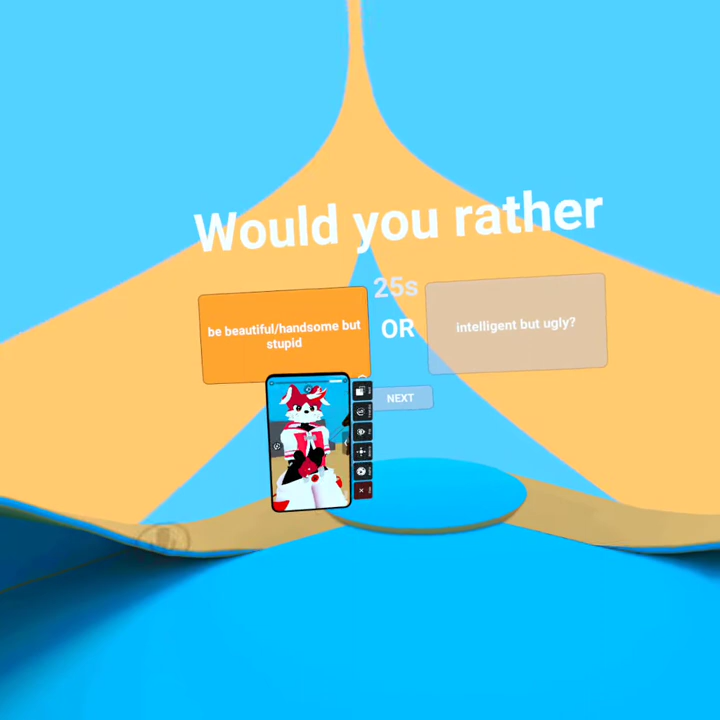 Would you rather
25s
be beautiful/handsome but
stupid
OR
intelligent but ugly?
NEXT